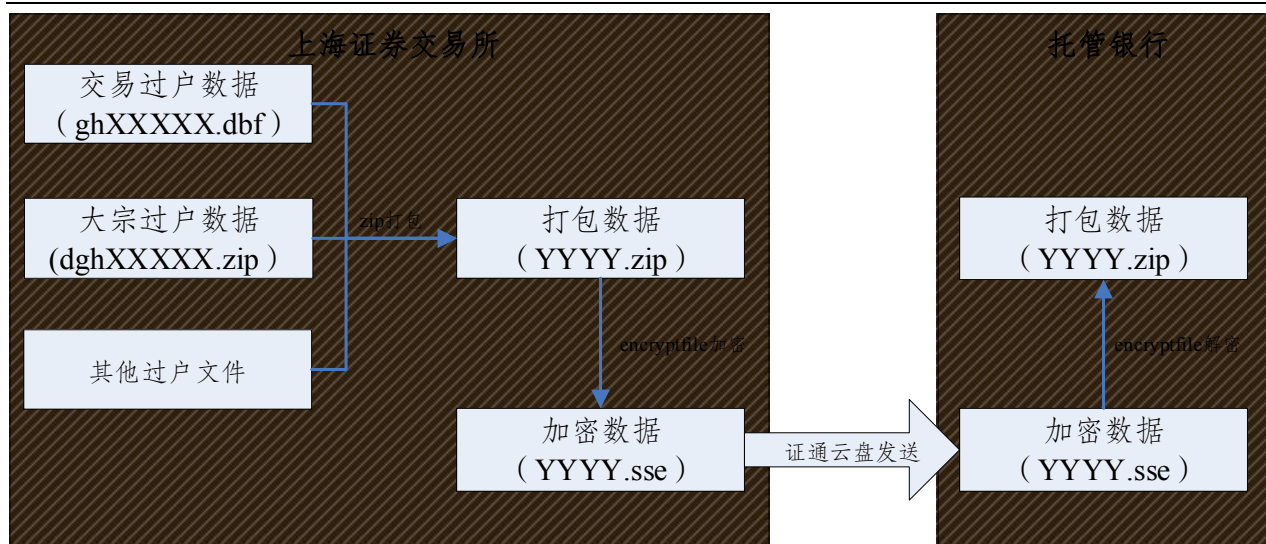 上海证券交易所
托管银行
交易过户数据
（ghXXXXX.dbf）
大宗过户数据
(dghXXXXX.zip）
其他过户文件
zip打包
打包数据
（YYYY.zip）
encryptfile加密
加密数据
（YYYY.sse）
证通云盘发送
打包数据
（YYYY.zip）
encryptfile解密
加密数据
（YYYY.sse）